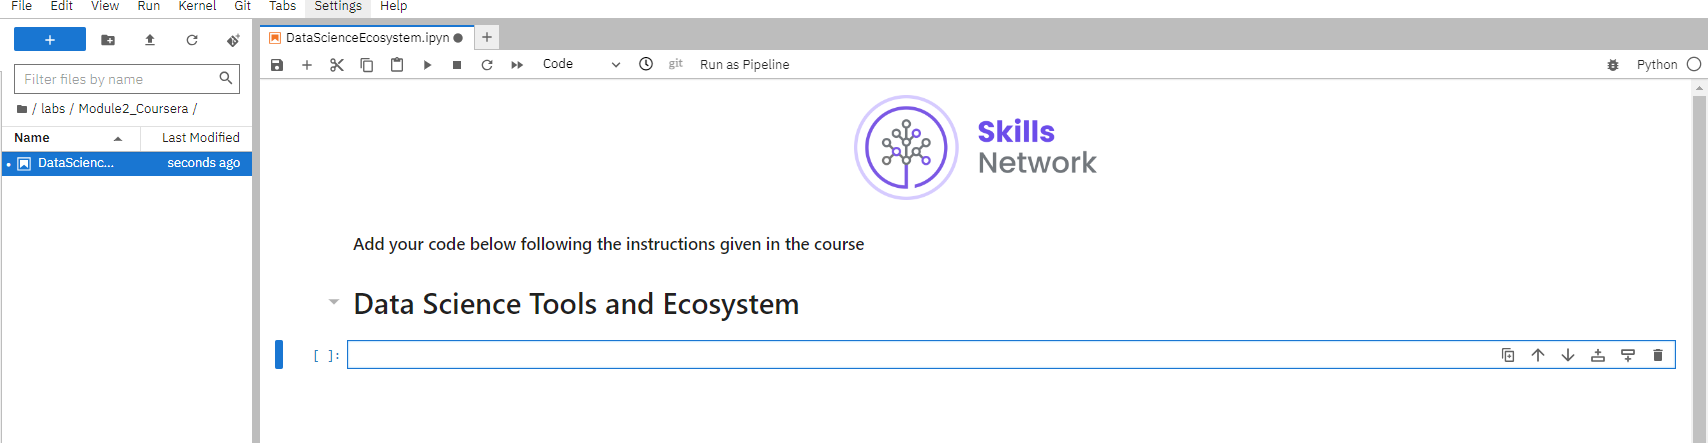 File Edit View Run Kernel Git Tabs Settings Help
DataScienceEcosystem.ipyn
Code
git
Run as Pipeline
Python
Filter files by name
/ labs / Module2_Coursera /
Name Last Modified
DataScienc... seconds ago
Skills
Network
Add your code below following the instructions given in the course
Data Science Tools and Ecosystem
[ ]: